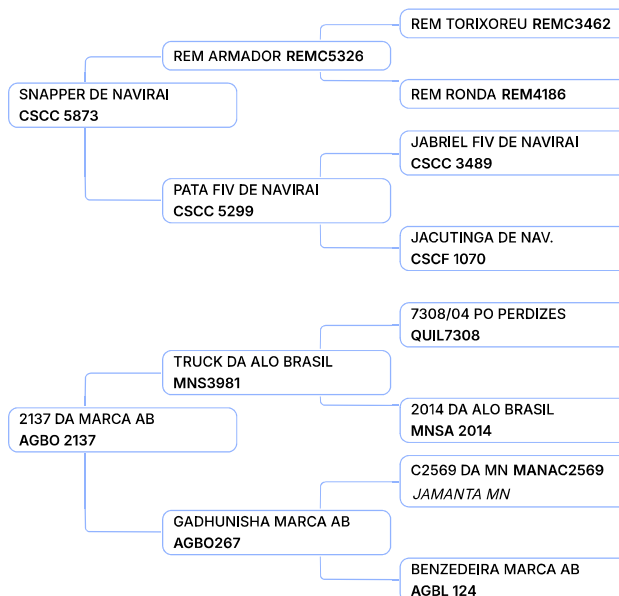 REM TORIXOREU REMC3462
REM ARMADOR REMC5326
REM RONDA REM4186
SNAPPER DE NAVIRAI
CSCC 5873
JABRIEL FIV DE NAVIRAI
CSCC 3489
PATA FIV DE NAVIRAI
CSCC 5299
JACUTINGA DE NAV.
CSCF 1070
7308/04 PO PERDIZES
QUIL7308
TRUCK DA ALO BRASIL
MNS3981
2014 DA ALO BRASIL
MNSA 2014
2137 DA MARCA AB
AGBO 2137
C2569 DA MN MANAC2569
JAMANTA MN
GADHUNISHA MARCA AB
AGBO267
BENZEDEIRA MARCA AB
AGBL 124